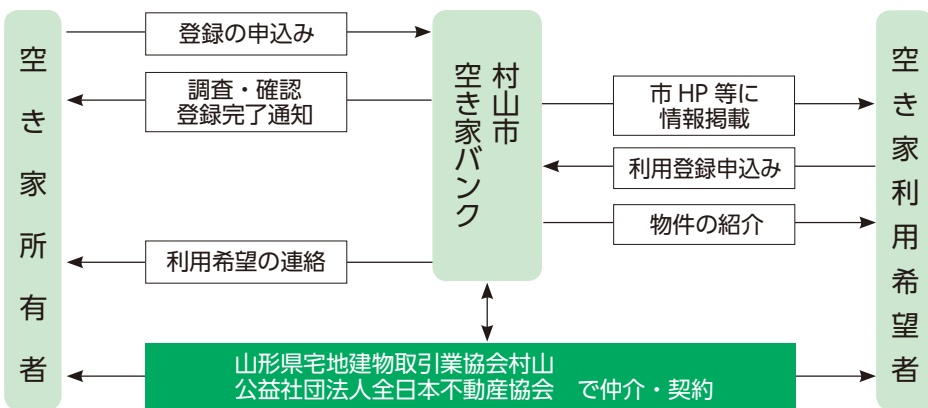 空き家所有者
登録の申込み
調査・確認
登録完了通知
利用希望の連絡
村山市
空き家バンク
市 HP 等に
情報掲載
利用登録申込み
物件の紹介
空き家利用希望者
山形県宅地建物取引業協会村山
公益社団法人全日本不動産協会 で仲介・契約